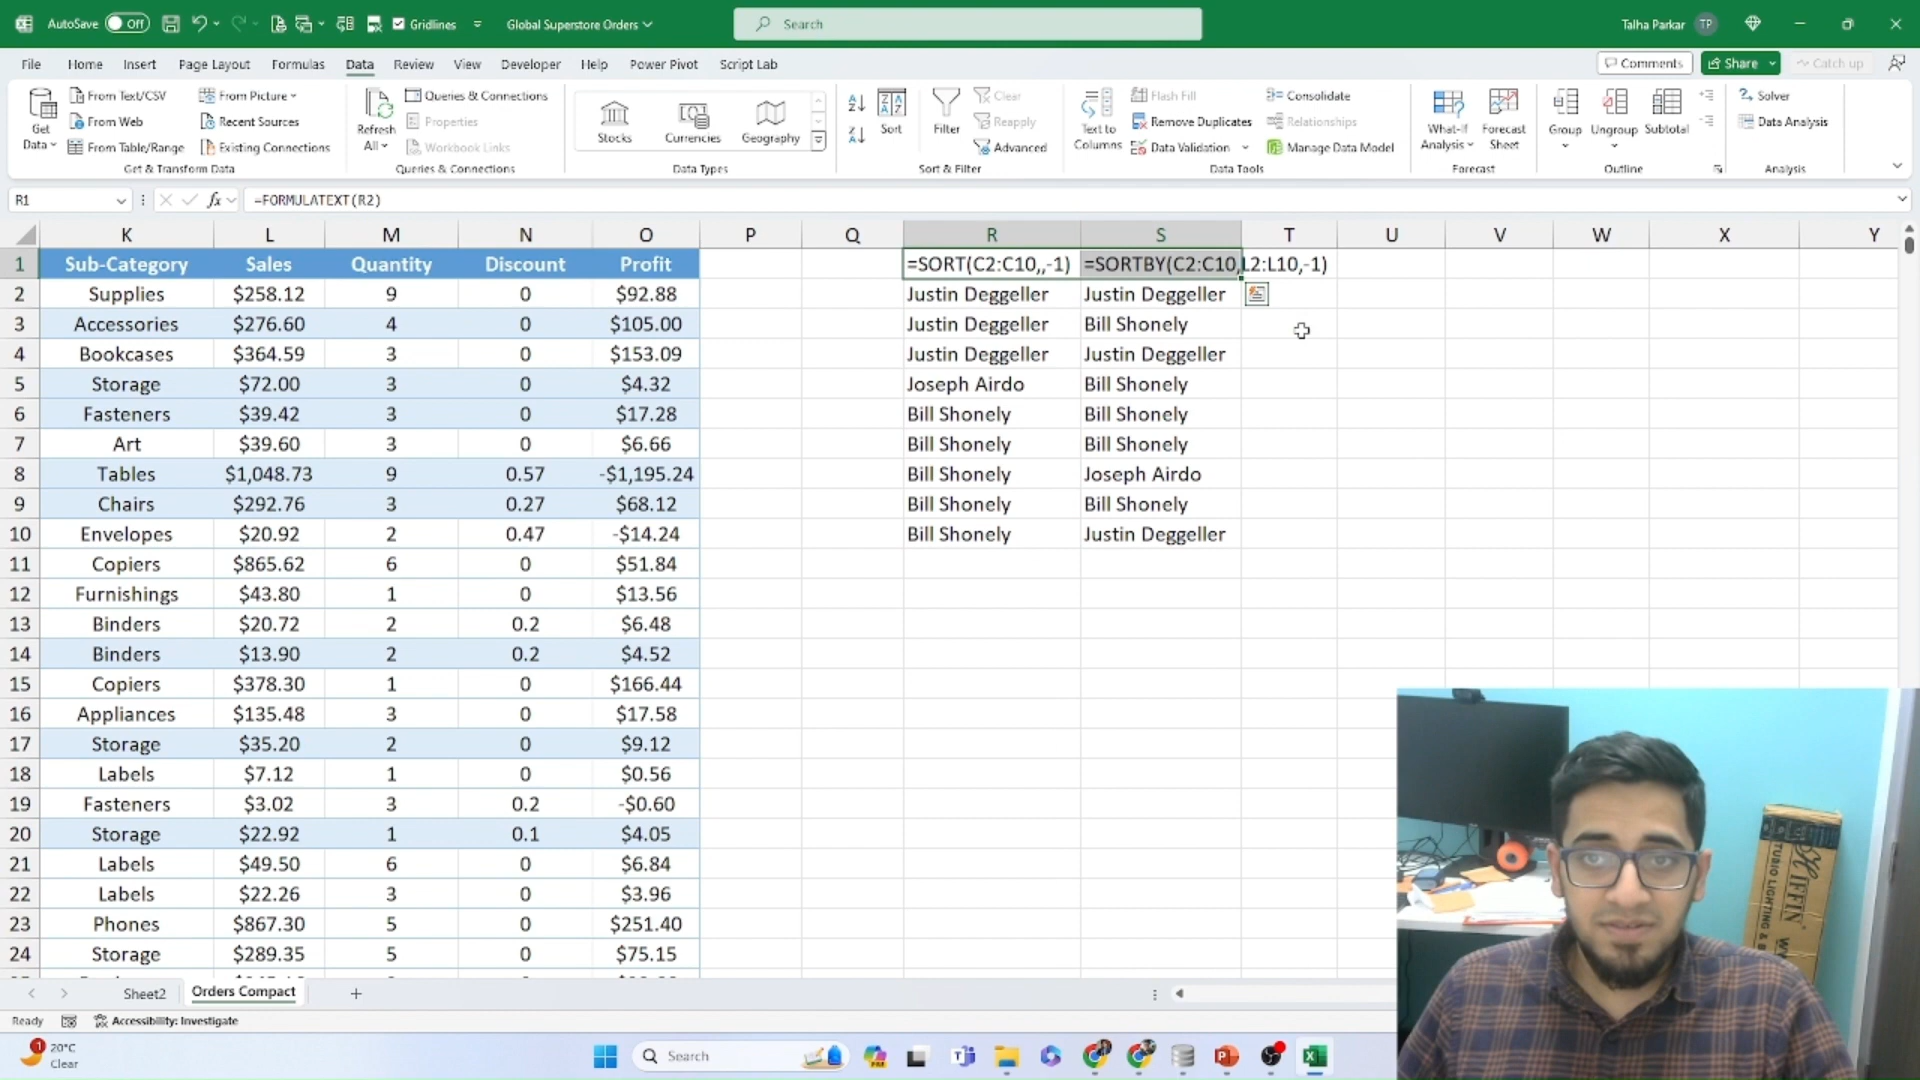 AutoSave Off Gridlines Global Superstore Orders Search Talha Parkar TP
File Home Insert Page Layout Formulas Data Review View Developer Help Power Pivot Script Lab Comments Share Catch up
Get Data From Text/CSV From Web From Table/Range From Picture Recent Sources Existing Connections
Get & Transform Data
Refresh All Queries & Connections Properties Workbook Links
Queries & Connections
Stocks Currencies Geography
Data Types
Sort Filter Clear Reapply Advanced
Sort & Filter
Text to Columns Flash Fill Remove Duplicates Data Validation Consolidate Relationships Manage Data Model
Data Tools
What-If Analysis Forecast Sheet
Forecast
Group Ungroup Subtotal
Outline
Solver Data Analysis
Analysis
R1 fx =FORMULATEXT(R2)
K L M N O P Q R S T U V W X Y
1 Sub-Category Sales Quantity Discount Profit =SORT(C2:C10,,-1) =SORTBY(C2:C10,L2:L10,-1)
2 Supplies $258.12 9 0 $92.88 Justin Deggeller Justin Deggeller
3 Accessories $276.60 4 0 $105.00 Justin Deggeller Bill Shonely
4 Bookcases $364.59 3 0 $153.09 Justin Deggeller Justin Deggeller
5 Storage $72.00 3 0 $4.32 Joseph Airdo Bill Shonely
6 Fasteners $39.42 3 0 $17.28 Bill Shonely Bill Shonely
7 Art $39.60 3 0 $6.66 Bill Shonely Bill Shonely
8 Tables $1,048.73 9 0.57 -$1,195.24 Bill Shonely Joseph Airdo
9 Chairs $292.76 3 0.27 $68.12 Bill Shonely Bill Shonely
10 Envelopes $20.92 2 0.47 -$14.24 Bill Shonely Justin Deggeller
11 Copiers $865.62 6 0 $51.84
12 Furnishings $43.80 1 0 $13.56
13 Binders $20.72 2 0.2 $6.48
14 Binders $13.90 2 0.2 $4.52
15 Copiers $378.30 1 0 $166.44
16 Appliances $135.48 3 0 $17.58
17 Storage $35.20 2 0 $9.12
18 Labels $7.12 1 0 $0.56
19 Fasteners $3.02 3 0.2 -$0.60
20 Storage $22.92 1 0.1 $4.05
21 Labels $49.50 6 0 $6.84
22 Labels $22.26 3 0 $3.96
23 Phones $867.30 5 0 $251.40
24 Storage $289.35 5 0 $75.15
Sheet2 Orders Compact
Ready Accessibility: Investigate
1 20°C
Clear
Search